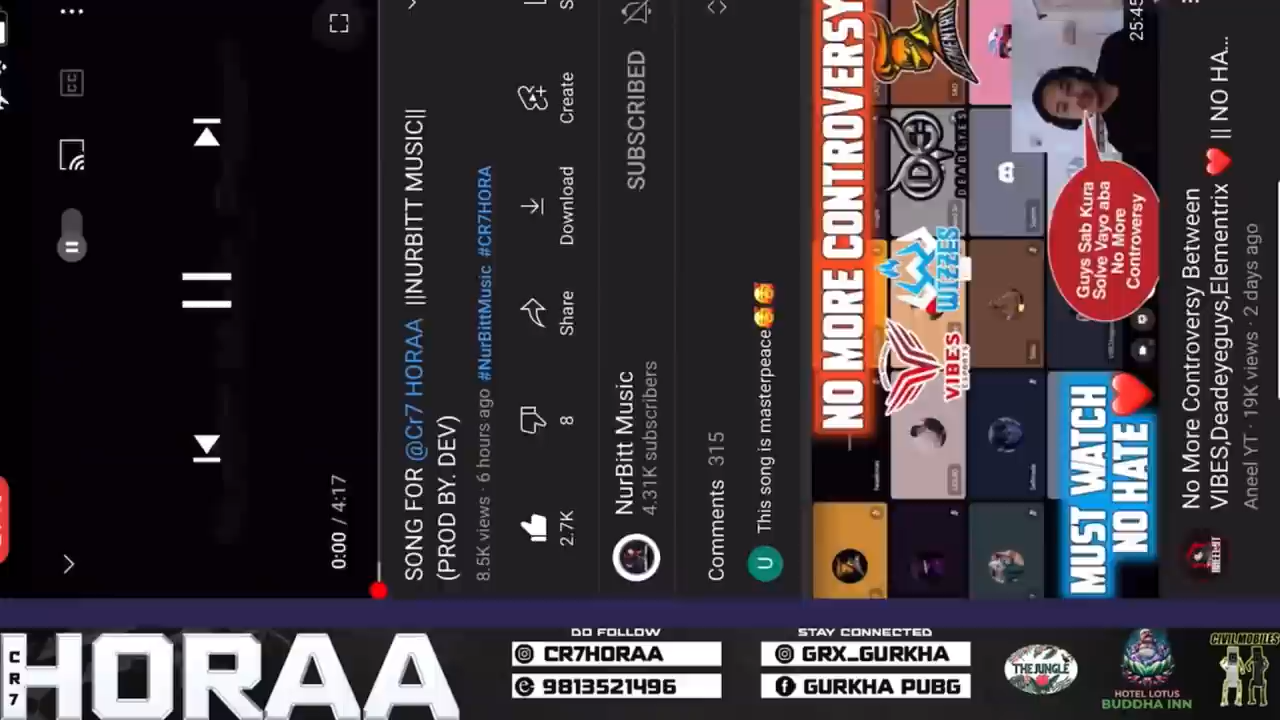 0:00 / 4:17
SONG FOR @Cr7 HORAA ||NURBITT MUSIC||
(PROD BY. DEV)
8.5K views · 6 hours ago #NurBittMusic #CR7HORA
2.7K
8
Share
Download
Create
NurBitt Music
4.31K subscribers
SUBSCRIBED
Comments 315
U
This song is masterpeace🥰🥰
NO MORE CONTROVERSY
VIBES
ESPORTS
WIZZES
DEADEYES
Guys Sab Kura
Solve Vayo aba
No More
Controversy
MUST WATCH
NO HATE
25:45
No More Controversy Between
VIBES,Deadeyeguys,Elementrix ❤️ || NO HA...
Aneel YT · 19K views · 2 days ago
CR7
HORAA
DO FOLLOW
CR7HORAA
9813521496
STAY CONNECTED
GRX_GURKHA
GURKHA PUBG
THE JUNGLE
HOTEL LOTUS
BUDDHA INN
CIVIL MOBILES